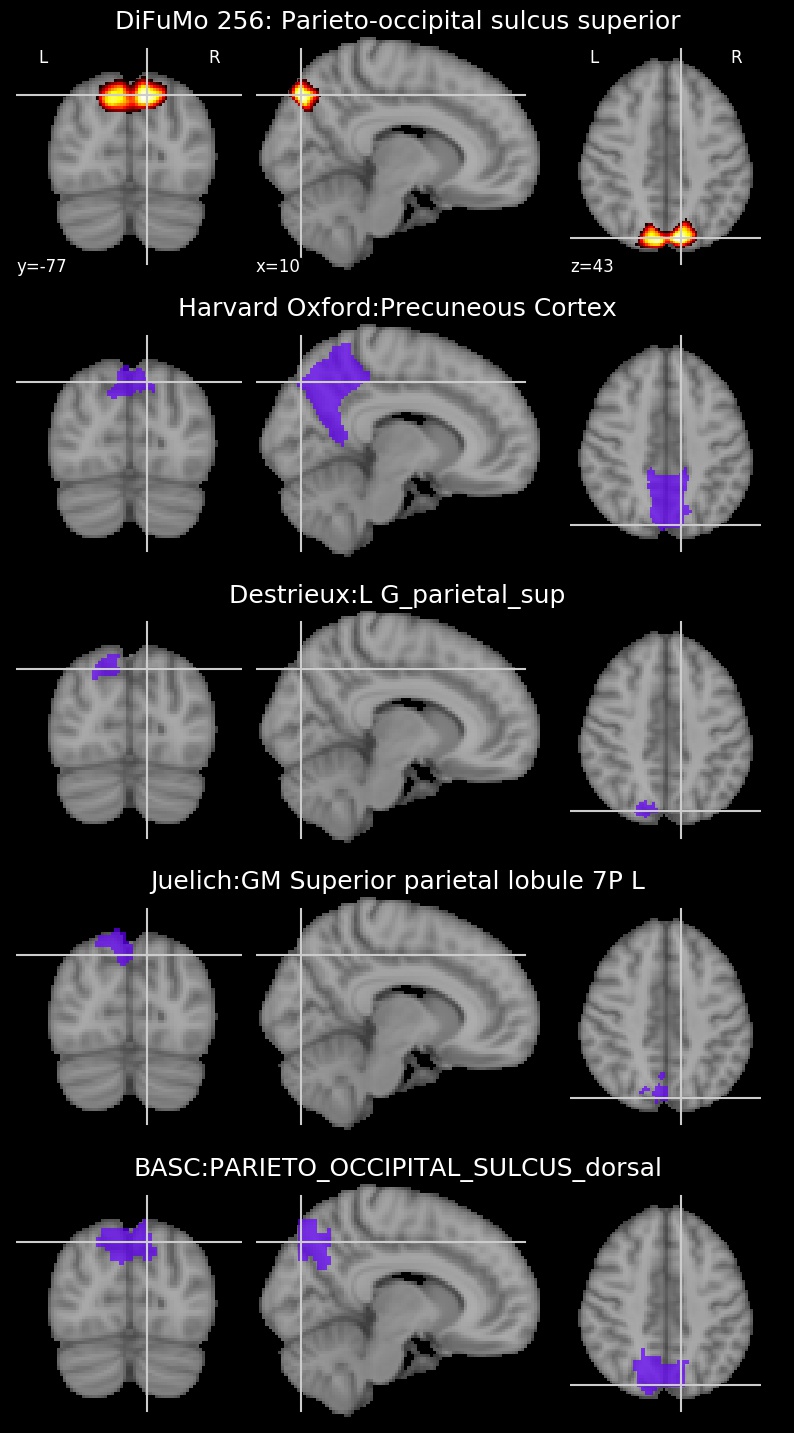 DiFuMo 256: Parieto-occipital sulcus superior
L R L R
y=-77 x=10 z=43
Harvard Oxford:Precuneous Cortex
Destrieux:L G_parietal_sup
Juelich:GM Superior parietal lobule 7P L
BASC:PARIETO_OCCIPITAL_SULCUS_dorsal